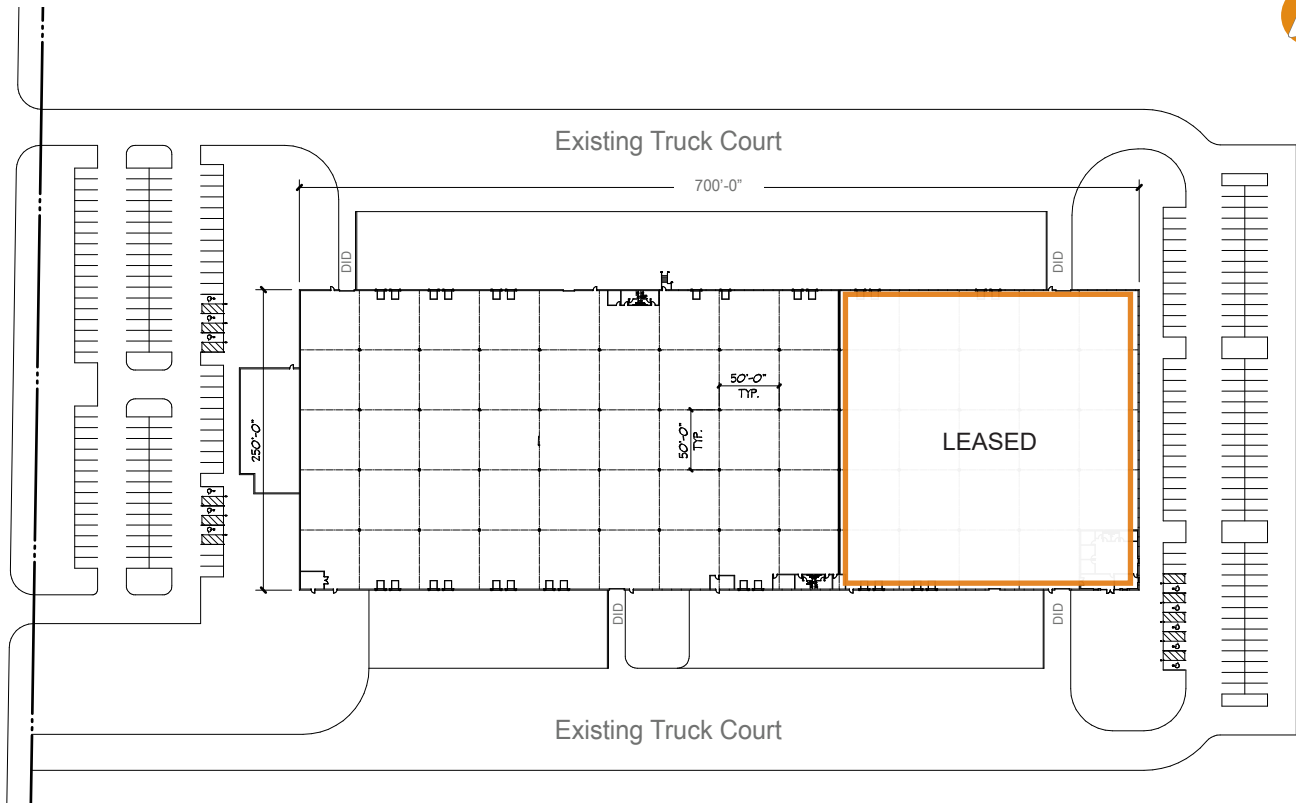 Existing Truck Court
700'-0"
DID
DID
50'-0"
TYP.
250'-0"
50'-0"
TYP.
LEASED
DID
DID
Existing Truck Court